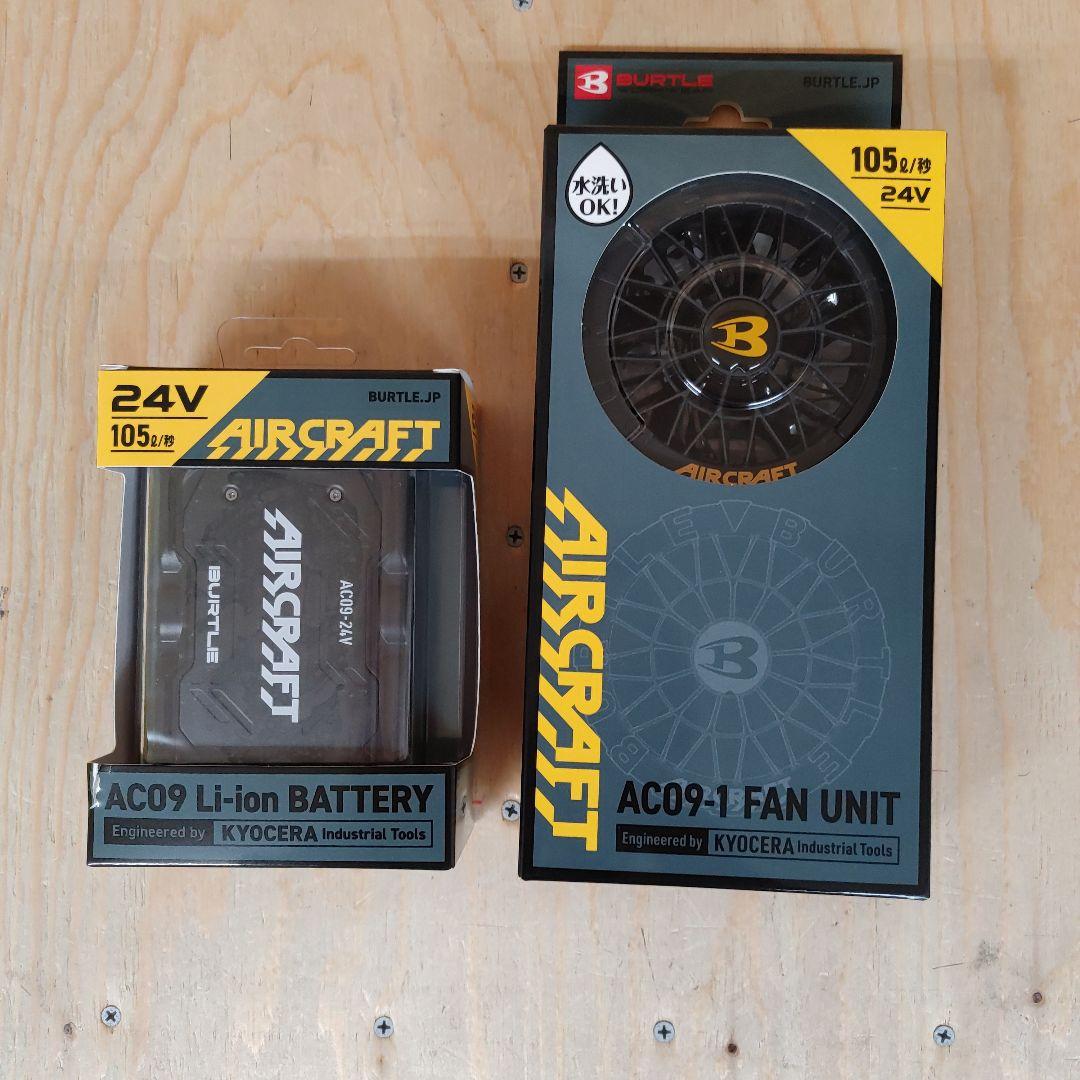 24V
105ℓ/秒
BURTLE.JP
AIRCRAFT
AIRCRAFT
BURTLE
AC09-24V
AC09 Li-ion BATTERY
Engineered by KYOCERA Industrial Tools
B BURTLE
BURTLE.JP
水洗い
OK!
105ℓ/秒
24V
B
AIRCRAFT
AIRCRAFT
B
AC09-1 FAN UNIT
Engineered by KYOCERA Industrial Tools